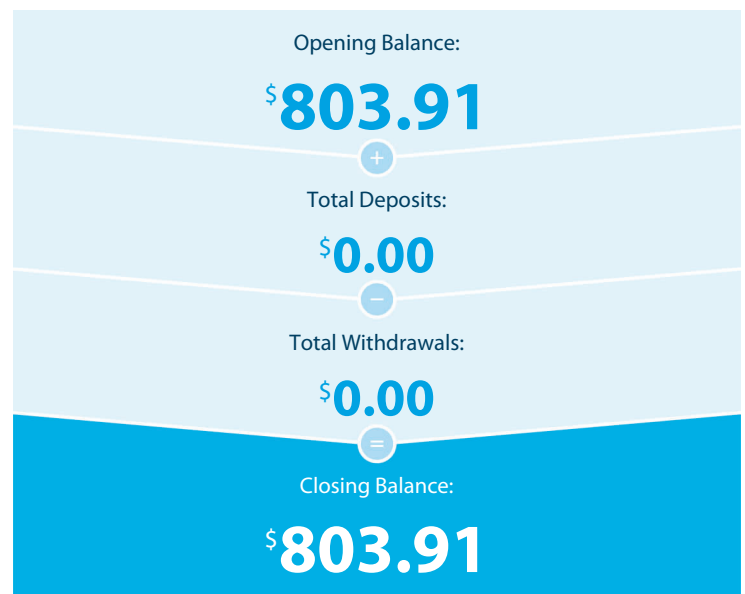 Opening Balance:
$803.91
+
Total Deposits:
$0.00
−
Total Withdrawals:
$0.00
=
Closing Balance:
$803.91